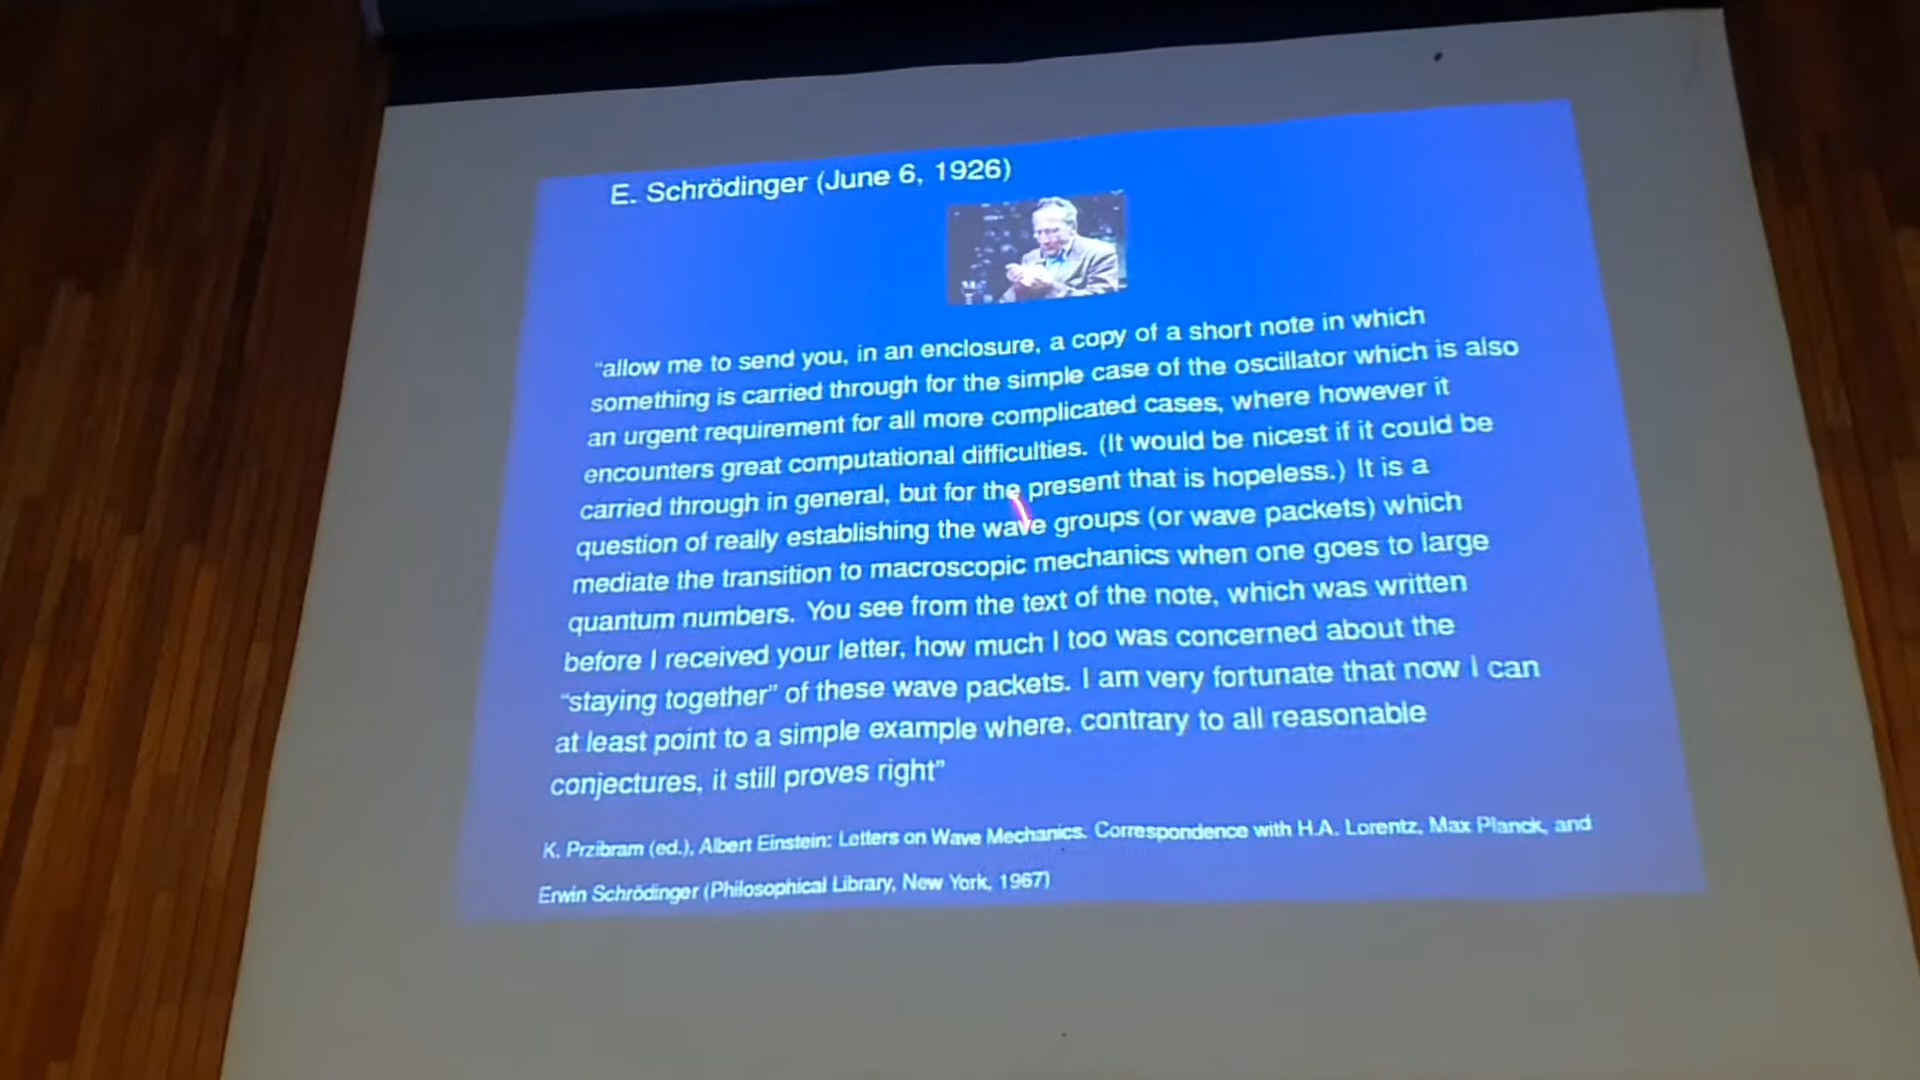 E. Schrödinger (June 6, 1926)
“allow me to send you, in an enclosure, a copy of a short note in which
something is carried through for the simple case of the oscillator which is also
an urgent requirement for all more complicated cases, where however it
encounters great computational difficulties. (It would be nicest if it could be
carried through in general, but for the present that is hopeless.) It is a
question of really establishing the wave groups (or wave packets) which
mediate the transition to macroscopic mechanics when one goes to large
quantum numbers. You see from the text of the note, which was written
before I received your letter, how much I too was concerned about the
“staying together” of these wave packets. I am very fortunate that now I can
at least point to a simple example where, contrary to all reasonable
conjectures, it still proves right”
K. Przibram (ed.), Albert Einstein: Letters on Wave Mechanics. Correspondence with H.A. Lorentz, Max Planck, and
Erwin Schrödinger (Philosophical Library, New York, 1967)